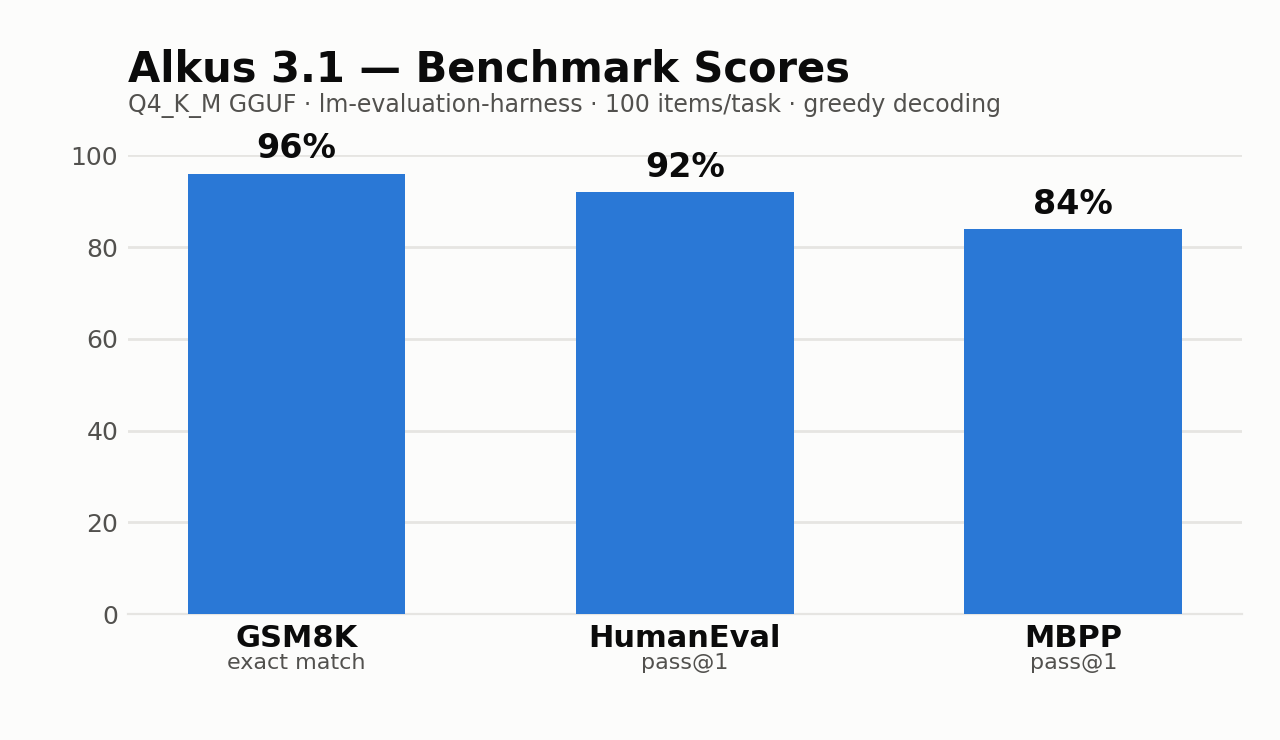 Alkus 3.1 — Benchmark Scores
Q4_K_M GGUF · lm-evaluation-harness · 100 items/task · greedy decoding
96%
92%
84%
100
80
60
40
20
0
GSM8K
exact match
HumanEval
pass@1
MBPP
pass@1